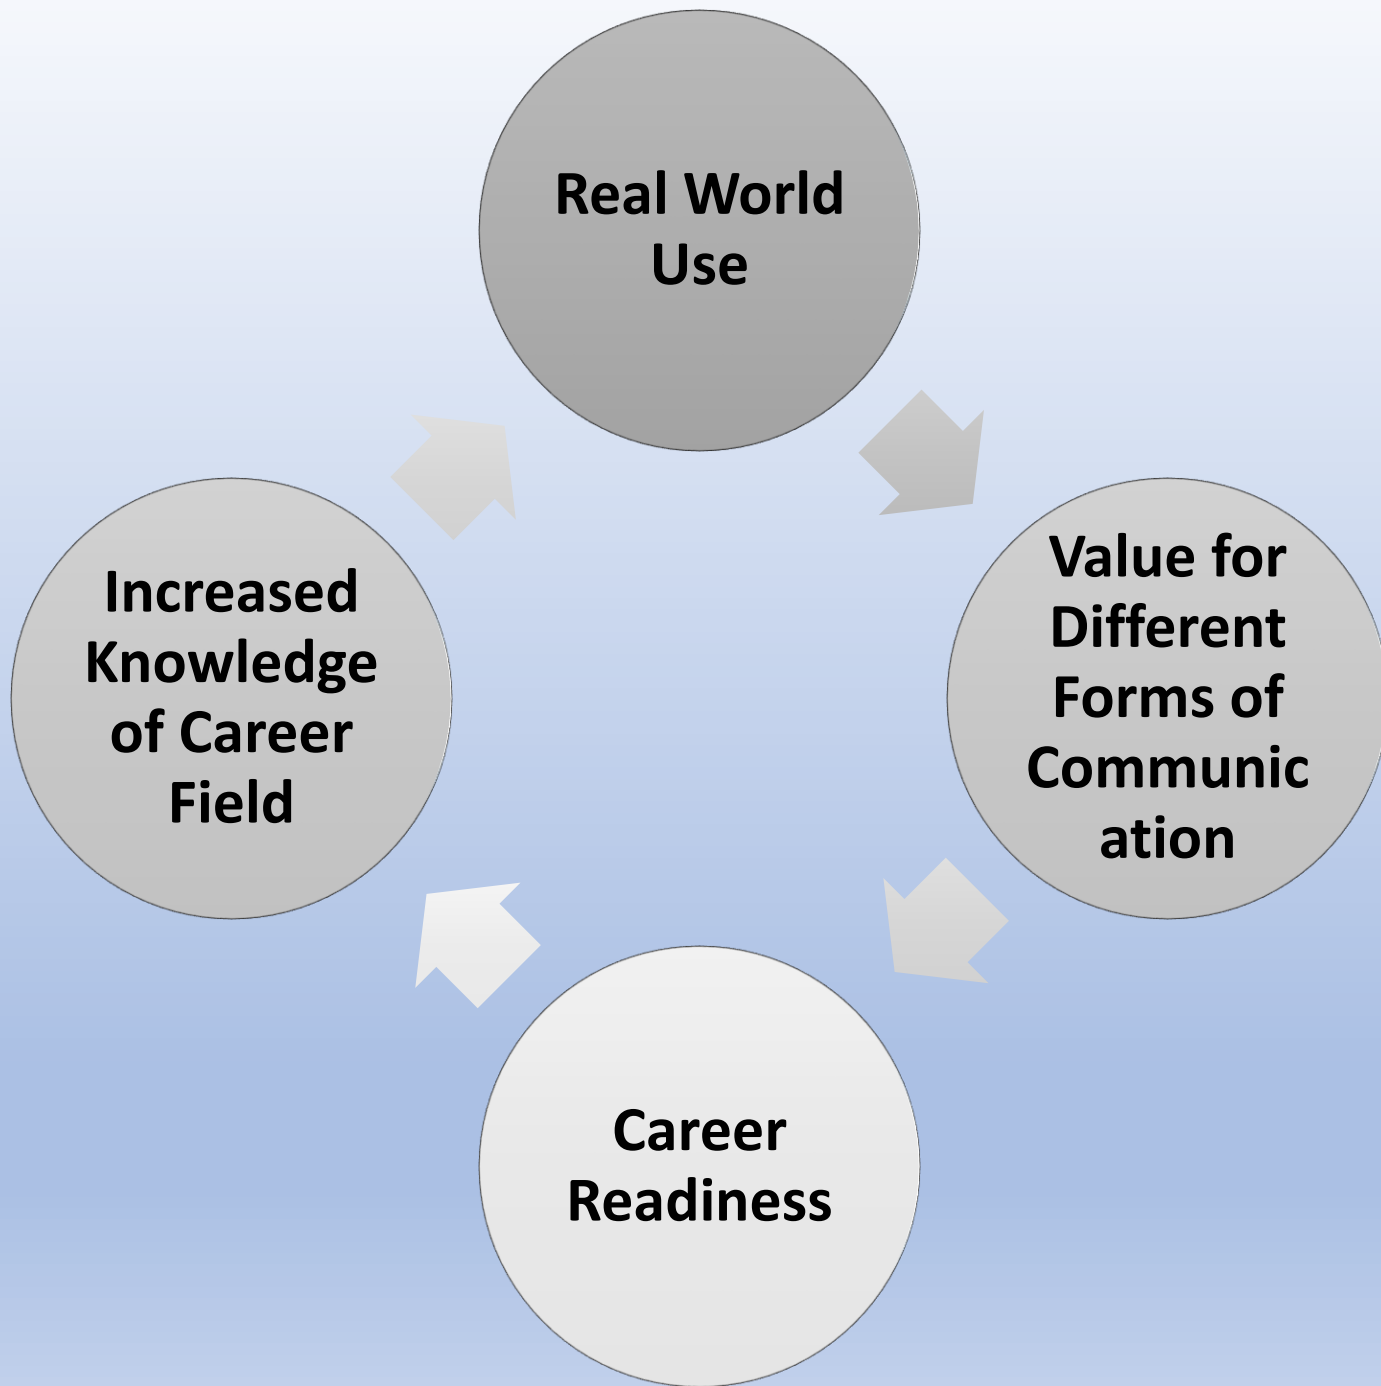 Real World
Use
Value for
Different
Forms of
Communic
ation
Career
Readiness
Increased
Knowledge
of Career
Field